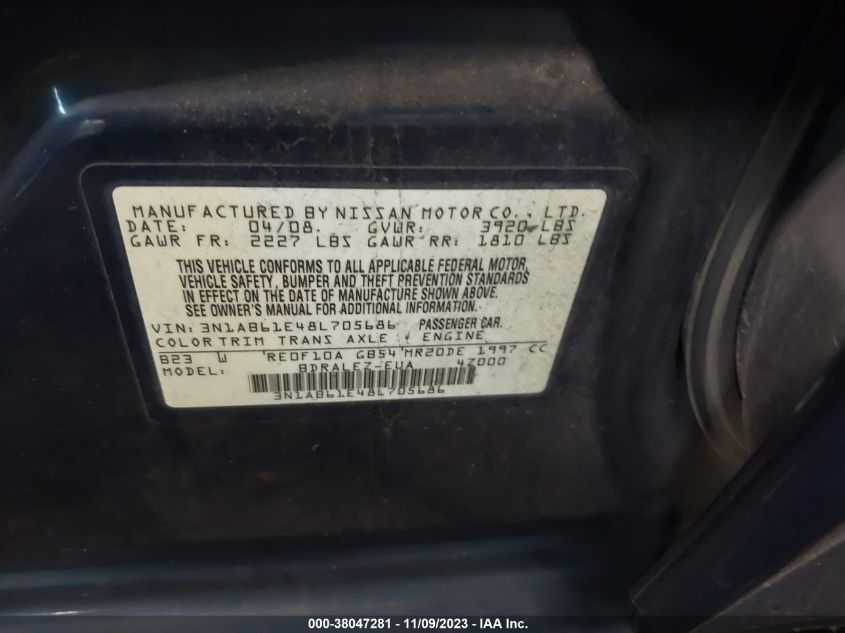 MANUFACTURED BY NISSAN MOTOR CO., LTD.
DATE: 04/08. GVWR: 3920 LBS
GAWR FR: 2227 LBS GAWR RR: 1810 LBS
THIS VEHICLE CONFORMS TO ALL APPLICABLE FEDERAL MOTOR
VEHICLE SAFETY, BUMPER AND THEFT PREVENTION STANDARDS
IN EFFECT ON THE DATE OF MANUFACTURE SHOWN ABOVE.
SEE OWNER'S MANUAL FOR ADDITIONAL INFORMATION.
VIN: 3N1AB61E48L705686 PASSENGER CAR.
COLOR TRIM TRANS AXLE ENGINE
B23 W RE0F10A GB54 MR20DE 1997 CC
MODEL: BDRALEZ-EUA 4Z000
3N1AB61E48L705686
000-38047281 - 11/09/2023 - IAA Inc.